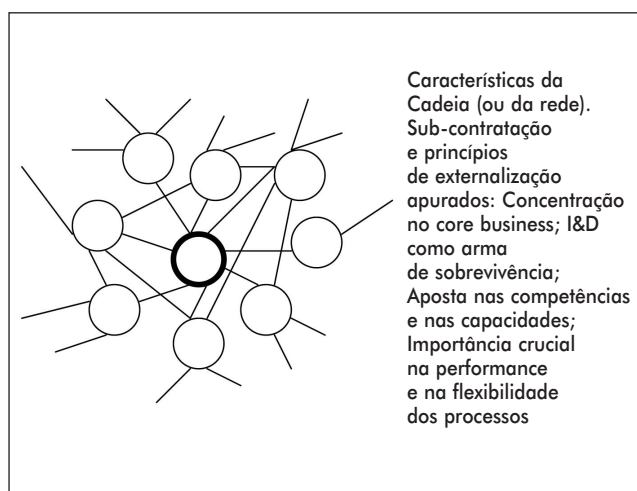 Características da
Cadeia (ou da rede).
Sub-contratação
e princípios
de externalização
apurados: Concentração
no core business; I&D
como arma
de sobrevivência;
Aposta nas competências
e nas capacidades;
Importância crucial
na performance
e na flexibilidade
dos processos